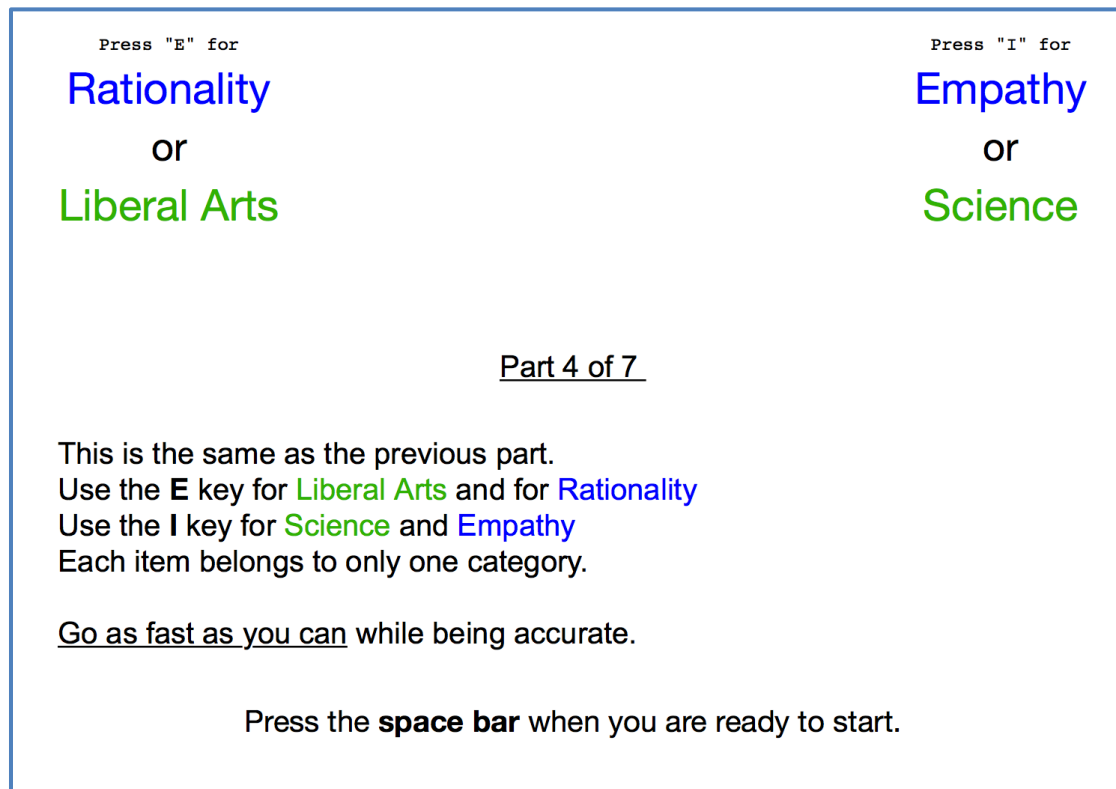 Press "E" for
Rationality
or
Liberal Arts
Press "I" for
Empathy
or
Science
Part 4 of 7
This is the same as the previous part.
Use the E key for Liberal Arts and for Rationality
Use the I key for Science and Empathy
Each item belongs to only one category.
Go as fast as you can while being accurate.
Press the space bar when you are ready to start.